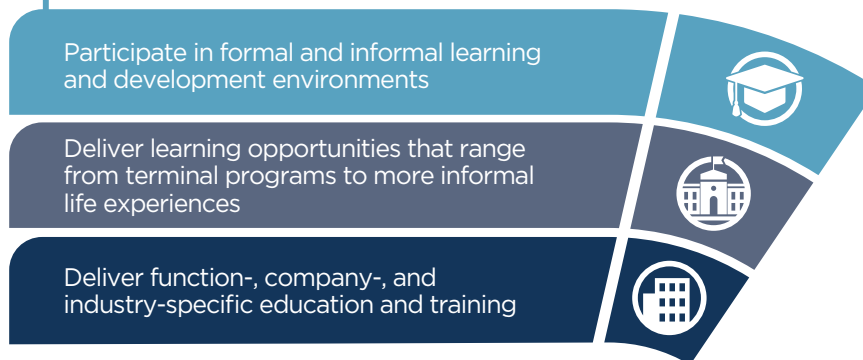 Participate in formal and informal learning
and development environments
Deliver learning opportunities that range
from terminal programs to more informal
life experiences
Deliver function-, company-, and
industry-specific education and training